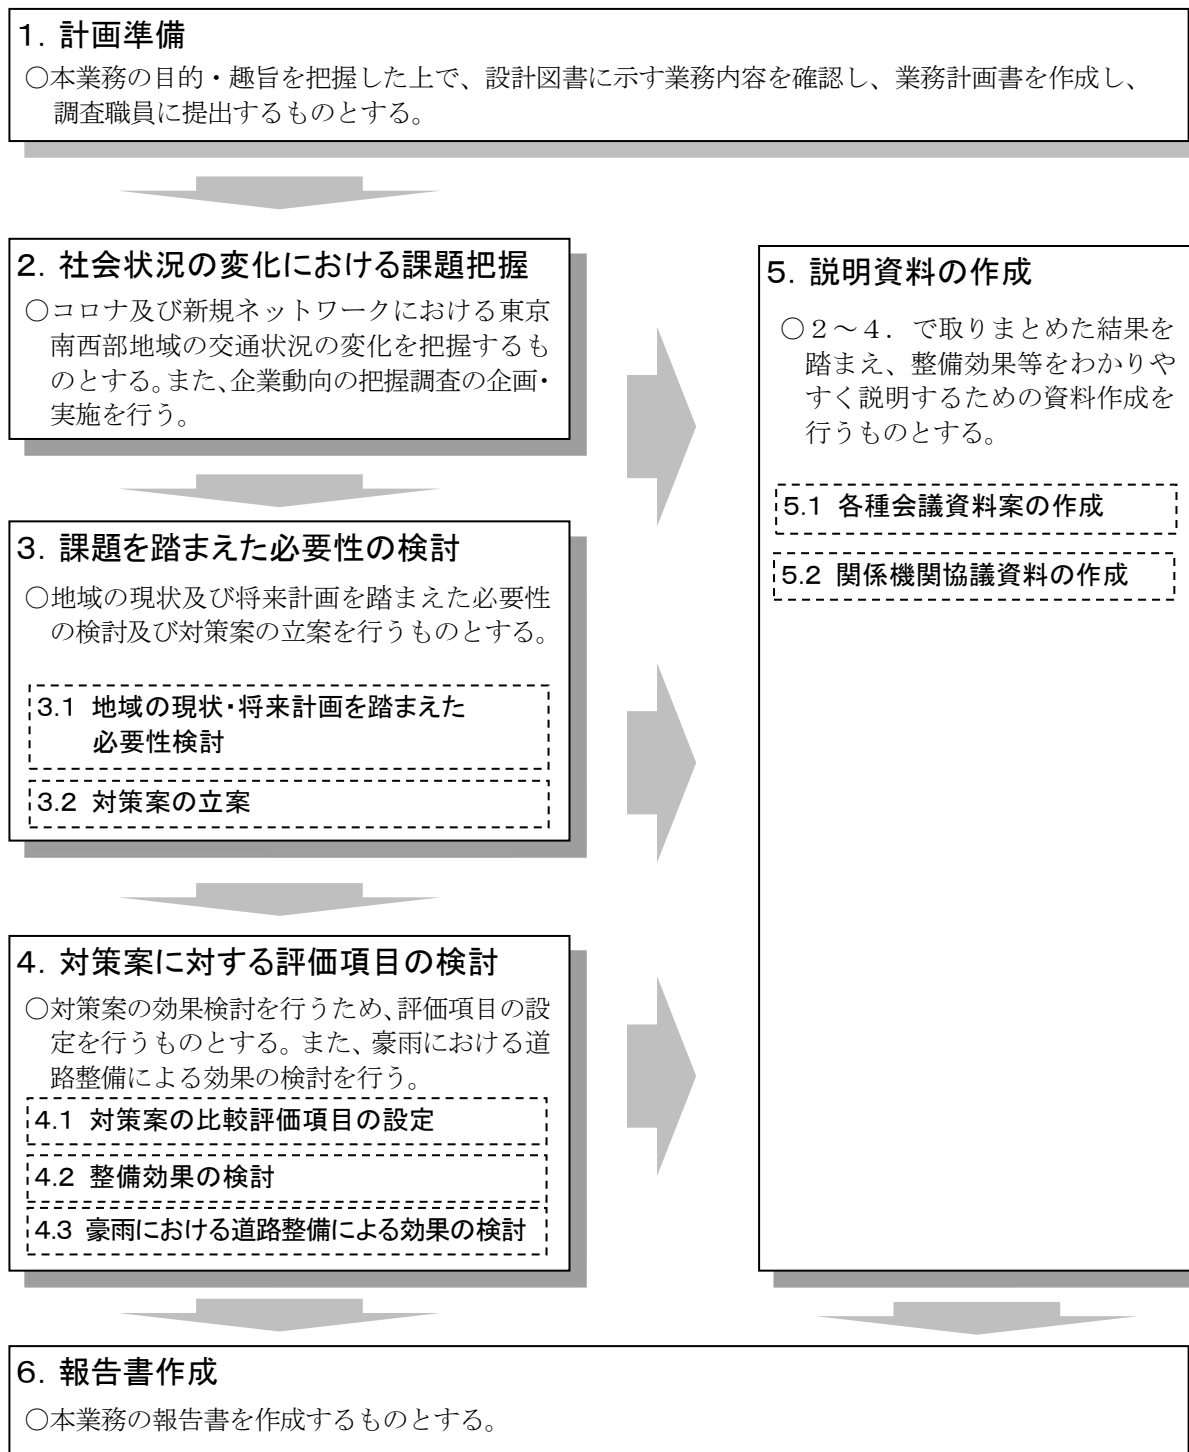 1．計画準備
○本業務の目的・趣旨を把握した上で、設計図書に示す業務内容を確認し、業務計画書を作成し、
調査職員に提出するものとする。
2．社会状況の変化における課題把握
○コロナ及び新規ネットワークにおける東京
南西部地域の交通状況の変化を把握するも
のとする。また、企業動向の把握調査の企画・
実施を行う。
3．課題を踏まえた必要性の検討
○地域の現状及び将来計画を踏まえた必要性
の検討及び対策案の立案を行うものとする。
3.1 地域の現状・将来計画を踏まえた
必要性検討
3.2 対策案の立案
4．対策案に対する評価項目の検討
○対策案の効果検討を行うため、評価項目の設
定を行うものとする。また、豪雨における道
路整備による効果の検討を行う。
4.1 対策案の比較評価項目の設定
4.2 整備効果の検討
4.3 豪雨における道路整備による効果の検討
5．説明資料の作成
○２～４．で取りまとめた結果を
踏まえ、整備効果等をわかりや
すく説明するための資料作成を
行うものとする。
5.1 各種会議資料案の作成
5.2 関係機関協議資料の作成
6．報告書作成
○本業務の報告書を作成するものとする。